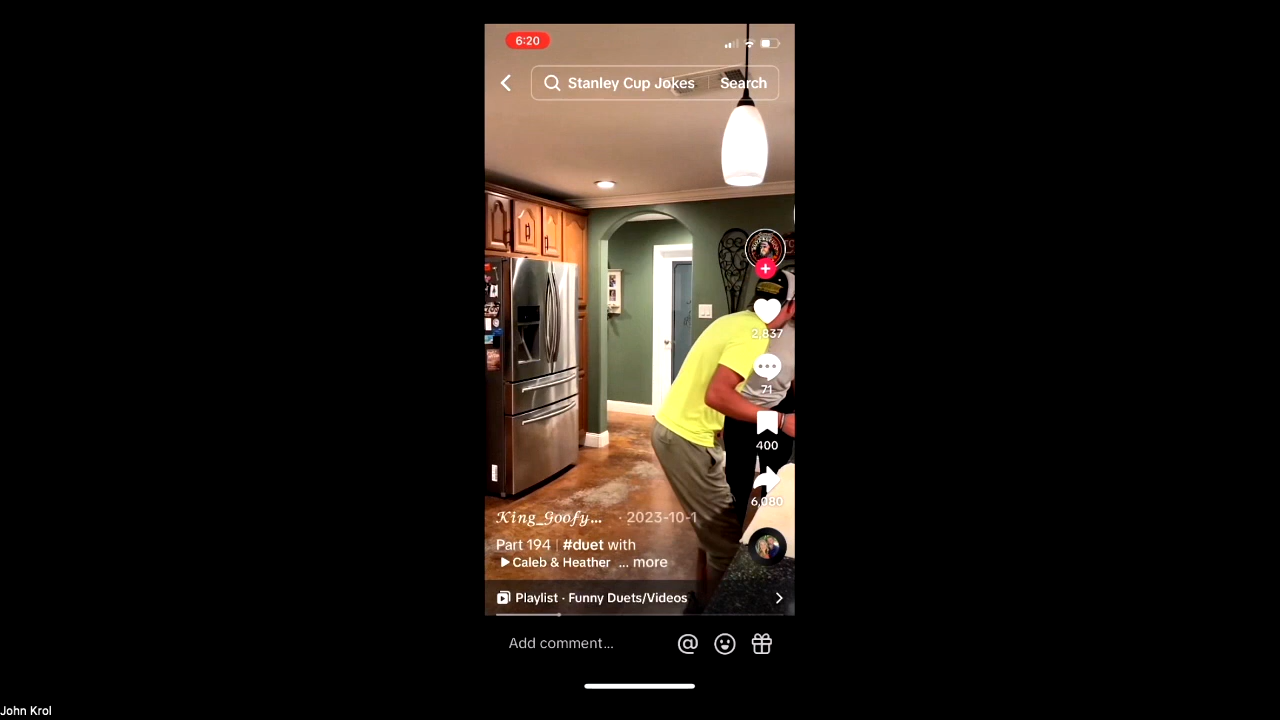 6:20
Stanley Cup Jokes | Search
2,837
71
400
6,080
𝒦𝒾𝓃𝑔_𝒢𝑜𝑜𝒻𝓎... · 2023-10-1
Part 194 | #duet with
Caleb & Heather ... more
Playlist · Funny Duets/Videos
Add comment...
John Krol